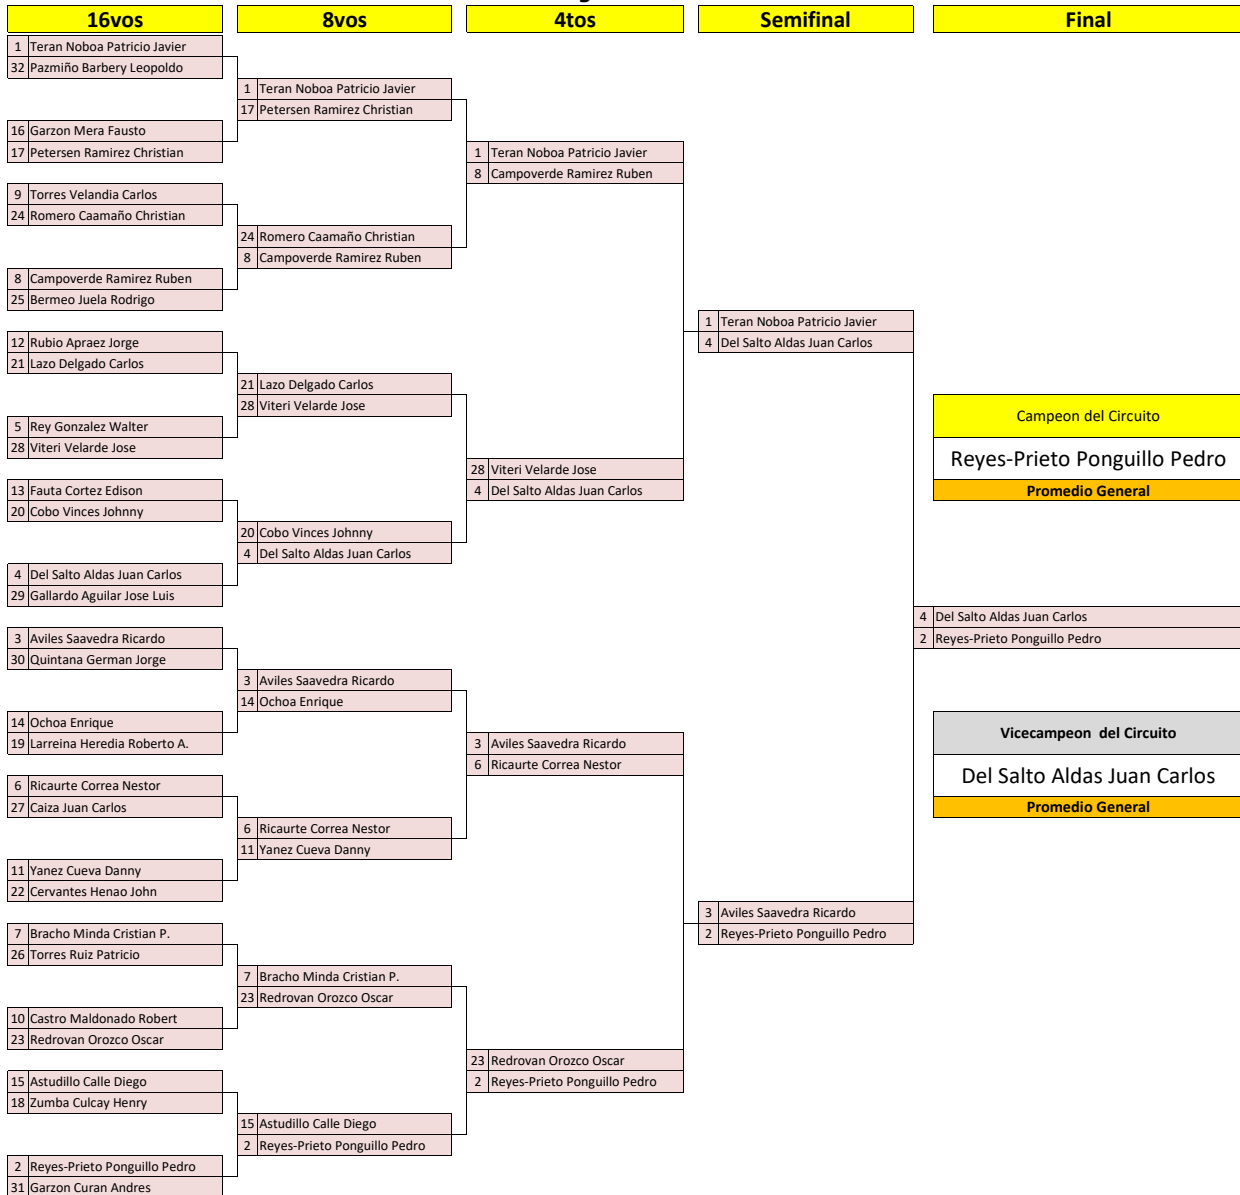 16vos
8vos
4tos
Semifinal
Final
1 Teran Noboa Patricio Javier
32 Pazmiño Barbery Leopoldo
16 Garzon Mera Fausto
17 Petersen Ramirez Christian
9 Torres Velandia Carlos
24 Romero Caamaño Christian
8 Campoverde Ramirez Ruben
25 Bermeo Juela Rodrigo
12 Rubio Apraez Jorge
21 Lazo Delgado Carlos
5 Rey Gonzalez Walter
28 Viteri Velarde Jose
13 Fauta Cortez Edison
20 Cobo Vinces Johnny
4 Del Salto Aldas Juan Carlos
29 Gallardo Aguilar Jose Luis
3 Aviles Saavedra Ricardo
30 Quintana German Jorge
14 Ochoa Enrique
19 Larreina Heredia Roberto A.
6 Ricaurte Correa Nestor
27 Caiza Juan Carlos
11 Yanez Cueva Danny
22 Cervantes Henao John
7 Bracho Minda Cristian P.
26 Torres Ruiz Patricio
10 Castro Maldonado Robert
23 Redrovan Orozco Oscar
15 Astudillo Calle Diego
18 Zumba Culcay Henry
2 Reyes-Prieto Ponguillo Pedro
31 Garzon Curan Andres
1 Teran Noboa Patricio Javier
17 Petersen Ramirez Christian
24 Romero Caamaño Christian
8 Campoverde Ramirez Ruben
21 Lazo Delgado Carlos
28 Viteri Velarde Jose
20 Cobo Vinces Johnny
4 Del Salto Aldas Juan Carlos
3 Aviles Saavedra Ricardo
14 Ochoa Enrique
6 Ricaurte Correa Nestor
11 Yanez Cueva Danny
7 Bracho Minda Cristian P.
23 Redrovan Orozco Oscar
15 Astudillo Calle Diego
2 Reyes-Prieto Ponguillo Pedro
1 Teran Noboa Patricio Javier
8 Campoverde Ramirez Ruben
28 Viteri Velarde Jose
4 Del Salto Aldas Juan Carlos
3 Aviles Saavedra Ricardo
6 Ricaurte Correa Nestor
23 Redrovan Orozco Oscar
2 Reyes-Prieto Ponguillo Pedro
1 Teran Noboa Patricio Javier
4 Del Salto Aldas Juan Carlos
3 Aviles Saavedra Ricardo
2 Reyes-Prieto Ponguillo Pedro
Campeon del Circuito
Reyes-Prieto Ponguillo Pedro
Promedio General
4 Del Salto Aldas Juan Carlos
2 Reyes-Prieto Ponguillo Pedro
Vicecampeon del Circuito
Del Salto Aldas Juan Carlos
Promedio General